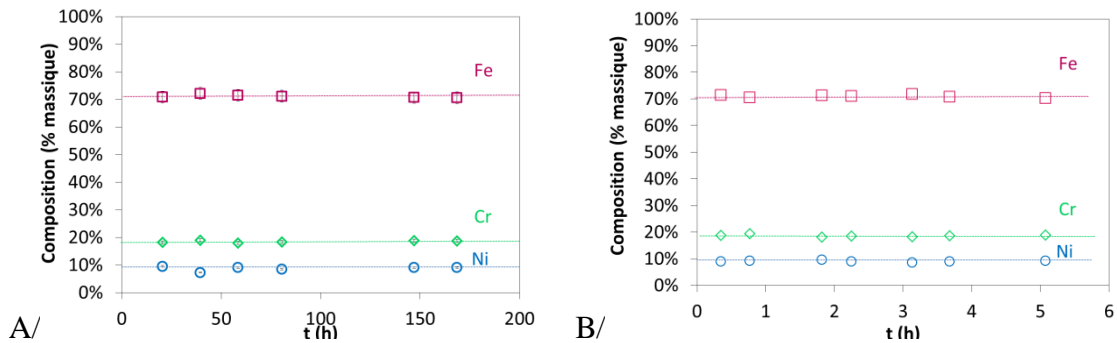 A/
Composition (% massique)
100%
90%
80%
70%
60%
50%
40%
30%
20%
10%
0%
Fe
Cr
Ni
0 50 100 150 200
t (h)
B/
Composition (% massique)
100%
90%
80%
70%
60%
50%
40%
30%
20%
10%
0%
Fe
Cr
Ni
0 1 2 3 4 5 6
t (h)